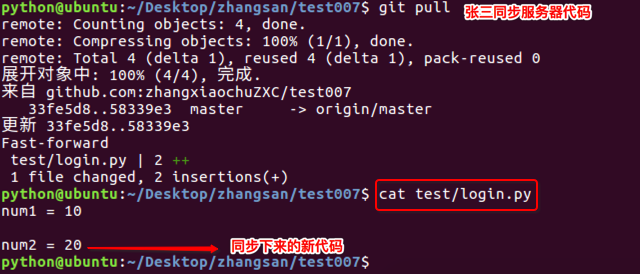 python@ubuntu:~/Desktop/zhangsan/test007$ git pull 张三同步服务器代码
remote: Counting objects: 4, done.
remote: Compressing objects: 100% (1/1), done.
remote: Total 4 (delta 1), reused 4 (delta 1), pack-reused 0
展开对象中: 100% (4/4), 完成.
来自 github.com:zhangxiaochuZXC/test007
   33fe5d8..58339e3  master     -> origin/master
更新 33fe5d8..58339e3
Fast-forward
 test/login.py | 2 ++
 1 file changed, 2 insertions(+)
python@ubuntu:~/Desktop/zhangsan/test007$ cat test/login.py
num1 = 10
num2 = 20 同步下来的新代码
python@ubuntu:~/Desktop/zhangsan/test007$